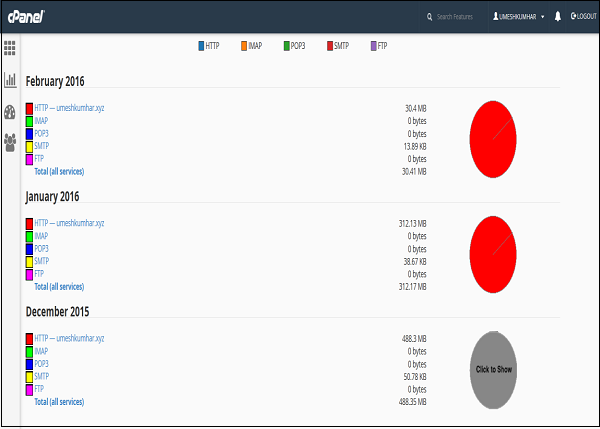 cPanel
Search Features UMESHKUMHAR LOGOUT
HTTP IMAP POP3 SMTP FTP
February 2016
HTTP — umeshkumhar.xyz 30.4 MB
IMAP 0 bytes
POP3 0 bytes
SMTP 13.89 KB
FTP 0 bytes
Total (all services) 30.41 MB
January 2016
HTTP — umeshkumhar.xyz 312.13 MB
IMAP 0 bytes
POP3 0 bytes
SMTP 38.67 KB
FTP 0 bytes
Total (all services) 312.17 MB
December 2015
HTTP — umeshkumhar.xyz 488.3 MB
IMAP 0 bytes
POP3 0 bytes
SMTP 50.78 KB
FTP 0 bytes
Total (all services) 488.35 MB
Click to Show